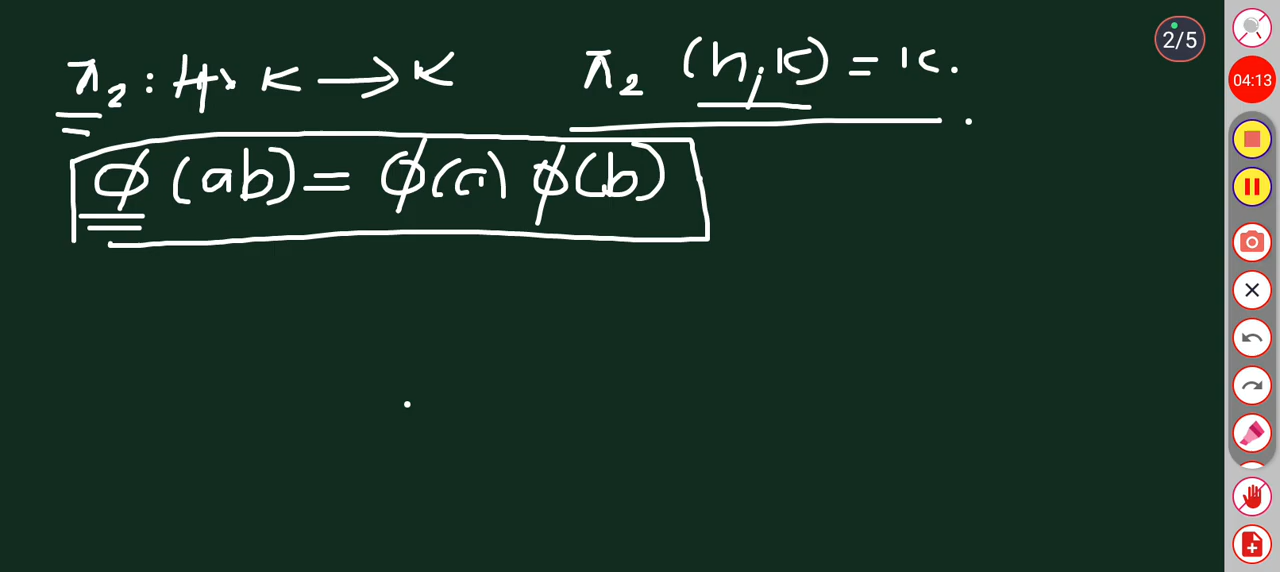 π₂ : H × K → K    π₂ (h, k) = k.
φ (ab) = φ(a) φ(b)
2/5
04:13